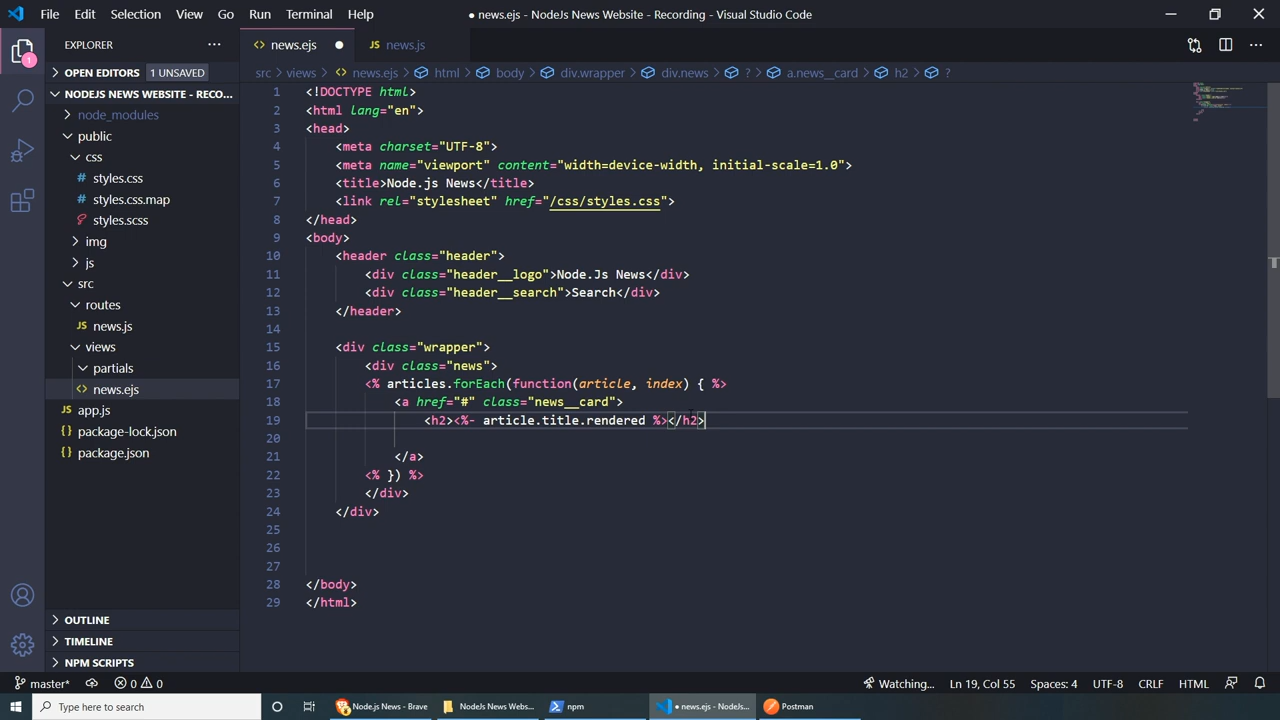 File Edit Selection View Go Run Terminal Help
● news.ejs - NodeJs News Website - Recording - Visual Studio Code
EXPLORER
OPEN EDITORS 1 UNSAVED
NODEJS NEWS WEBSITE - RECO...
node_modules
public
css
# styles.css
{} styles.css.map
styles.scss
img
js
src
routes
JS news.js
views
partials
<> news.ejs
JS app.js
{} package-lock.json
{} package.json
OUTLINE
TIMELINE
NPM SCRIPTS
1
<> news.ejs ● JS news.js
src > views > <> news.ejs > html > body > div.wrapper > div.news > ? > a.news__card > h2 > ?
1 <!DOCTYPE html>
2 <html lang="en">
3 <head>
4 <meta charset="UTF-8">
5 <meta name="viewport" content="width=device-width, initial-scale=1.0">
6 <title>Node.js News</title>
7 <link rel="stylesheet" href="/css/styles.css">
8 </head>
9 <body>
10 <header class="header">
11 <div class="header__logo">Node.Js News</div>
12 <div class="header__search">Search</div>
13 </header>
14
15 <div class="wrapper">
16 <div class="news">
17 <% articles.forEach(function(article, index) { %>
18 <a href="#" class="news__card">
19 <h2><%- article.title.rendered %></h2>
20
21 </a>
22 <% }) %>
23 </div>
24 </div>
25
26
27
28 </body>
29 </html>
master* 0 0 Watching... Ln 19, Col 55 Spaces: 4 UTF-8 CRLF HTML
Type here to search Node.js News - Brave NodeJs News Webs... npm ● news.ejs - NodeJs... Postman